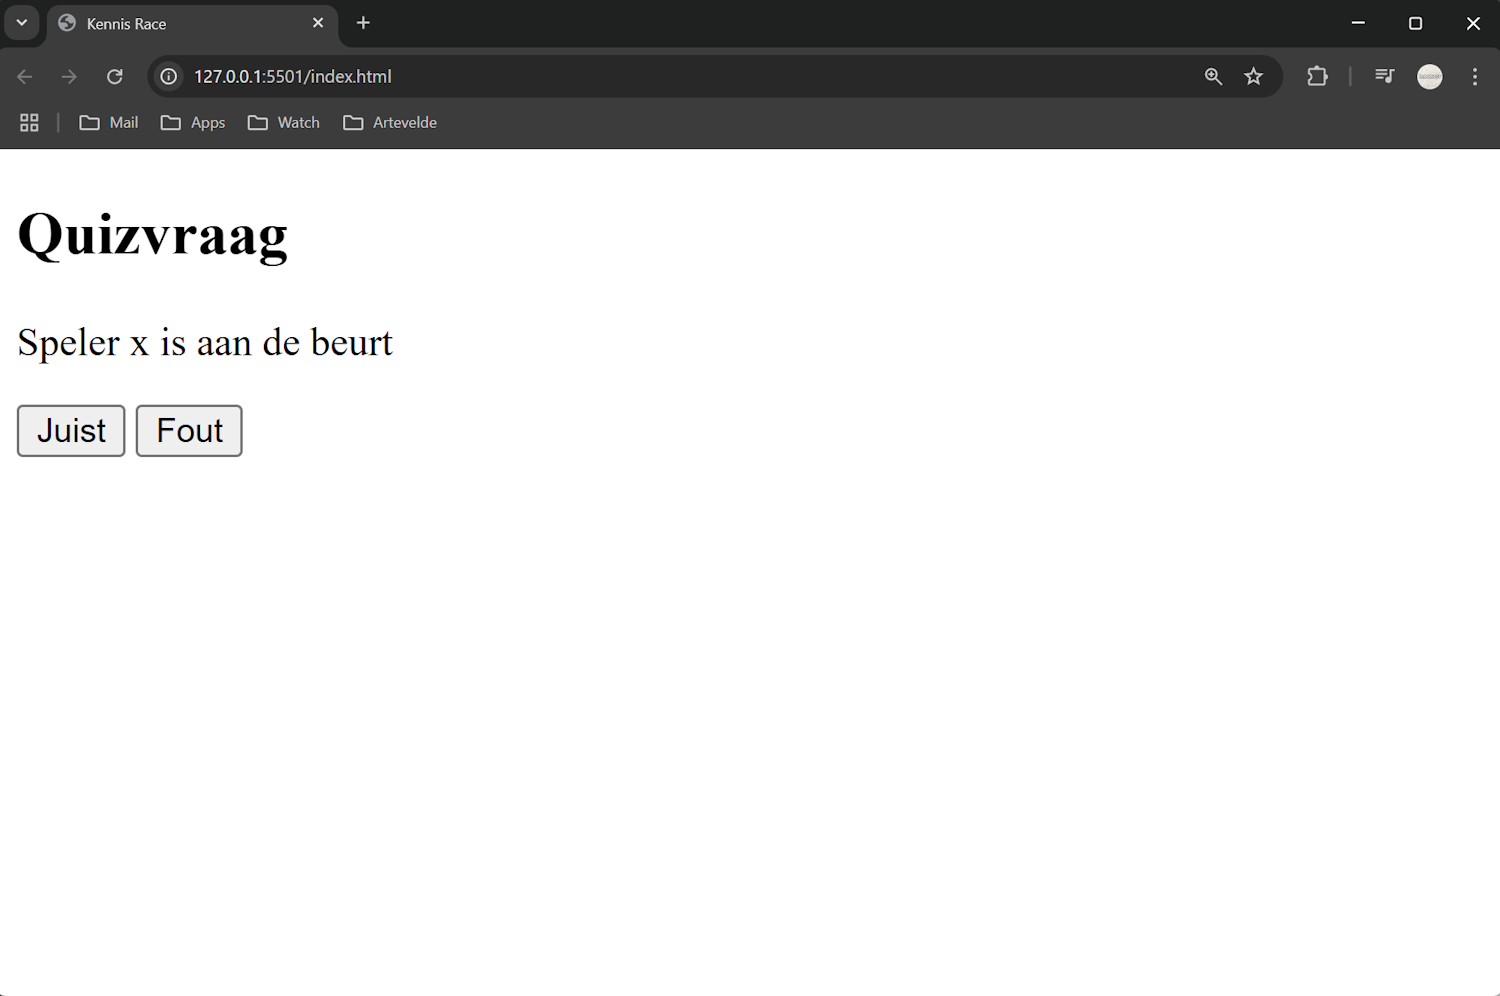 Kennis Race
127.0.0.1:5501/index.html
Mail Apps Watch Artevelde
Quizvraag
Speler x is aan de beurt
Juist Fout